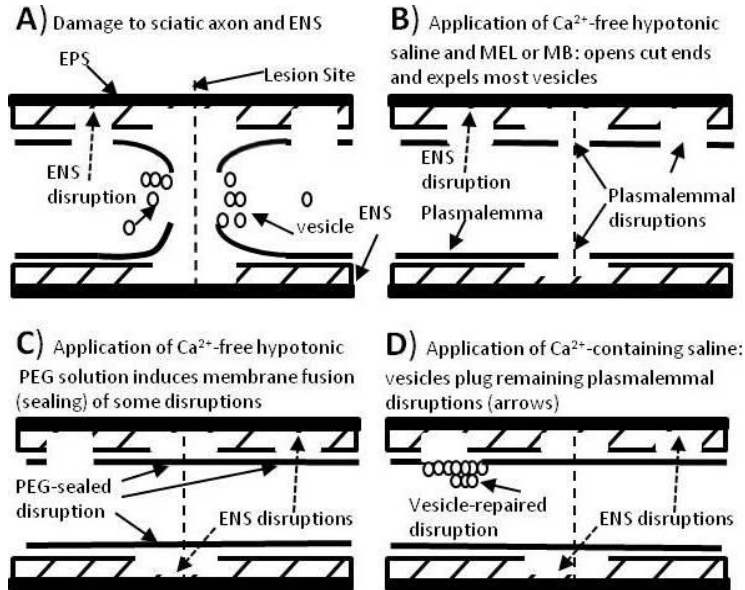 A) Damage to sciatic axon and ENS
EPS
Lesion Site
ENS
disruption
vesicle
ENS
B) Application of Ca²⁺-free hypotonic
saline and MEL or MB: opens cut ends
and expels most vesicles
ENS
disruption
Plasmalemma
Plasmalemmal
disruptions
C) Application of Ca²⁺-free hypotonic
PEG solution induces membrane fusion
(sealing) of some disruptions
PEG-sealed
disruption
ENS disruptions
D) Application of Ca²⁺-containing saline:
vesicles plug remaining plasmalemmal
disruptions (arrows)
Vesicle-repaired
disruption
ENS disruptions